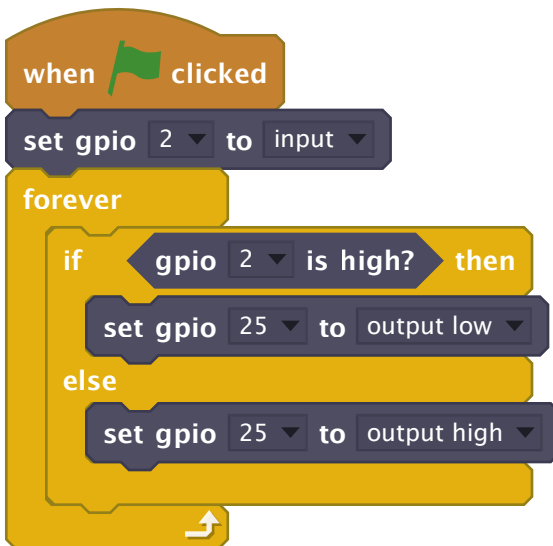 when clicked
set gpio 2 to input
forever
if gpio 2 is high? then
set gpio 25 to output low
else
set gpio 25 to output high